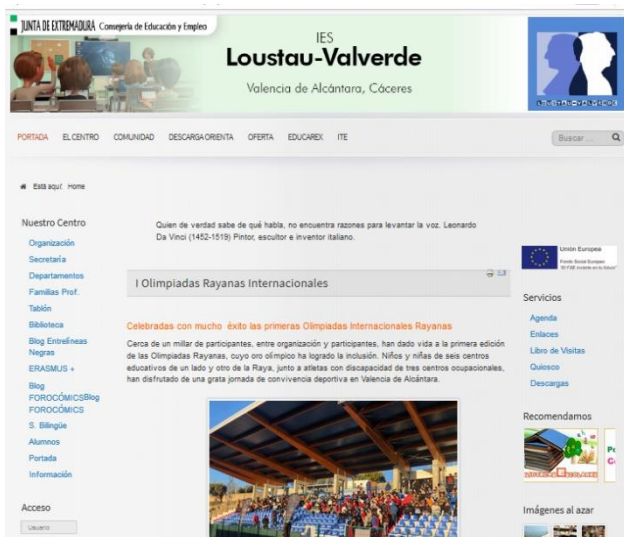 JUNTA DE EXTREMADURA Consejería de Educación y Empleo
IES
Loustau-Valverde
Valencia de Alcántara, Cáceres
LOUSTAU-VALVERDE
PORTADA EL CENTRO COMUNIDAD DESCARGA ORIENTA OFERTA EDUCAREX ITE
Buscar ...
Está aquí: Home
Nuestro Centro
Organización
Secretaría
Departamentos
Familias Prof.
Tablón
Biblioteca
Blog Entrelíneas
Negras
ERASMUS +
Blog
FOROCÓMICSBlog
FOROCÓMICS
S. Bilingüe
Alumnos
Portada
Información
Acceso
Usuario
Quien de verdad sabe de qué habla, no encuentra razones para levantar la voz. Leonardo
Da Vinci (1452-1519) Pintor, escultor e inventor italiano.
I Olimpiadas Rayanas Internacionales
Celebradas con mucho éxito las primeras Olimpiadas Internacionales Rayanas
Cerca de un millar de participantes, entre organización y participantes, han dado vida a la primera edición
de las Olimpiadas Rayanas, cuyo oro olímpico ha logrado la inclusión. Niños y niñas de seis centros
educativos de un lado y otro de la Raya, junto a atletas con discapacidad de tres centros ocupacionales,
han disfrutado de una grata jornada de convivencia deportiva en Valencia de Alcántara.
Unión Europea
Fondo Social Europeo
Servicios
Agenda
Enlaces
Libro de Visitas
Quiosco
Descargas
Recomendamos
Imágenes al azar